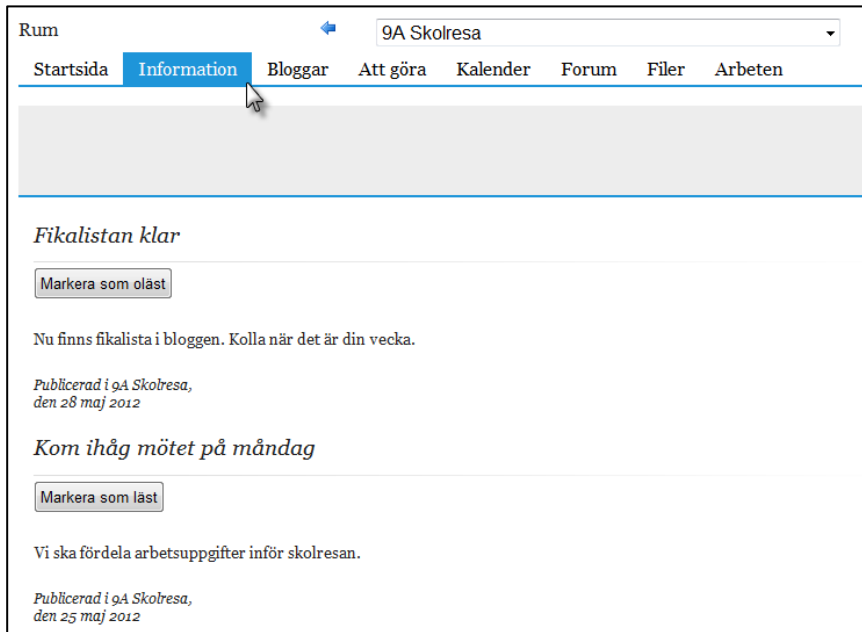 Rum 9A Skolresa
Startsida Information Bloggar Att göra Kalender Forum Filer Arbeten
Fikalistan klar
Markera som oläst
Nu finns fikalista i bloggen. Kolla när det är din vecka.
Publicerad i 9A Skolresa,
den 28 maj 2012
Kom ihåg mötet på måndag
Markera som läst
Vi ska fördela arbetsuppgifter inför skolresan.
Publicerad i 9A Skolresa,
den 25 maj 2012